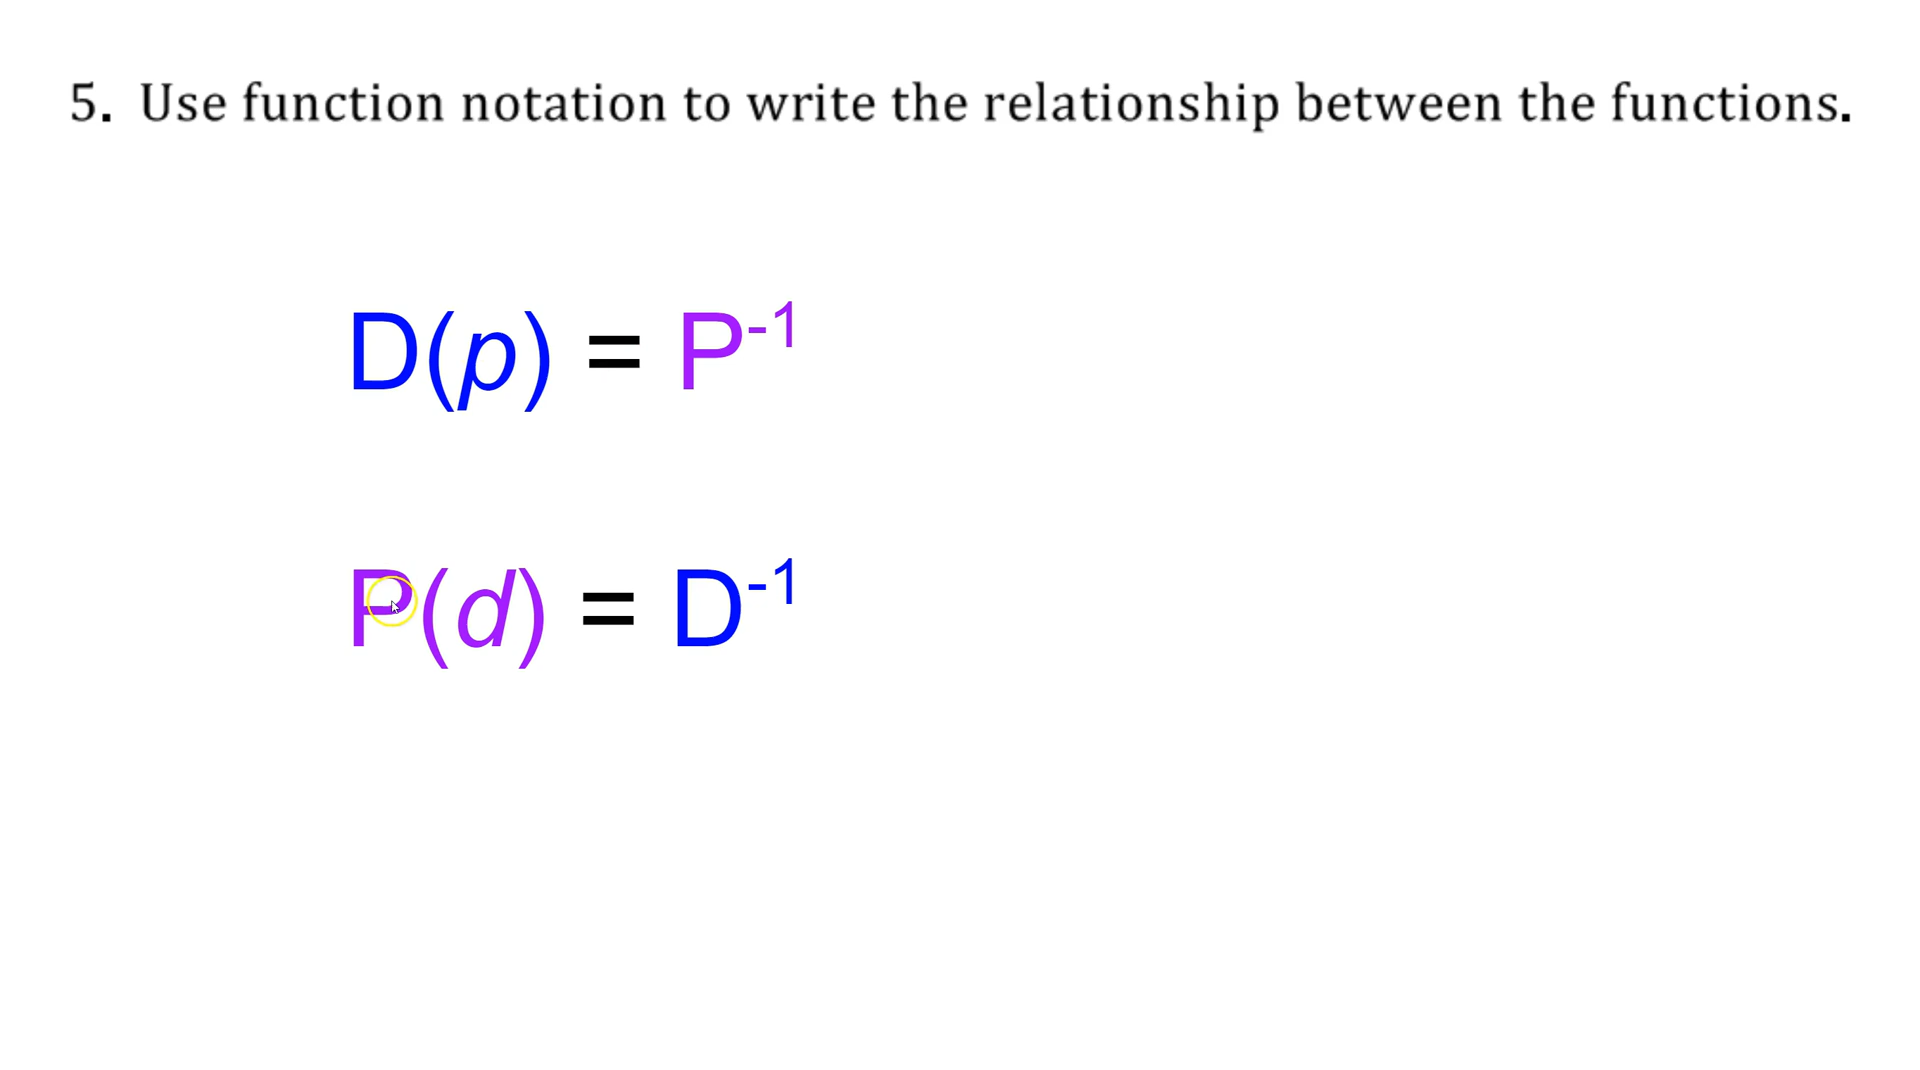 5. Use function notation to write the relationship between the functions.
D(p) = P⁻¹
P(d) = D⁻¹